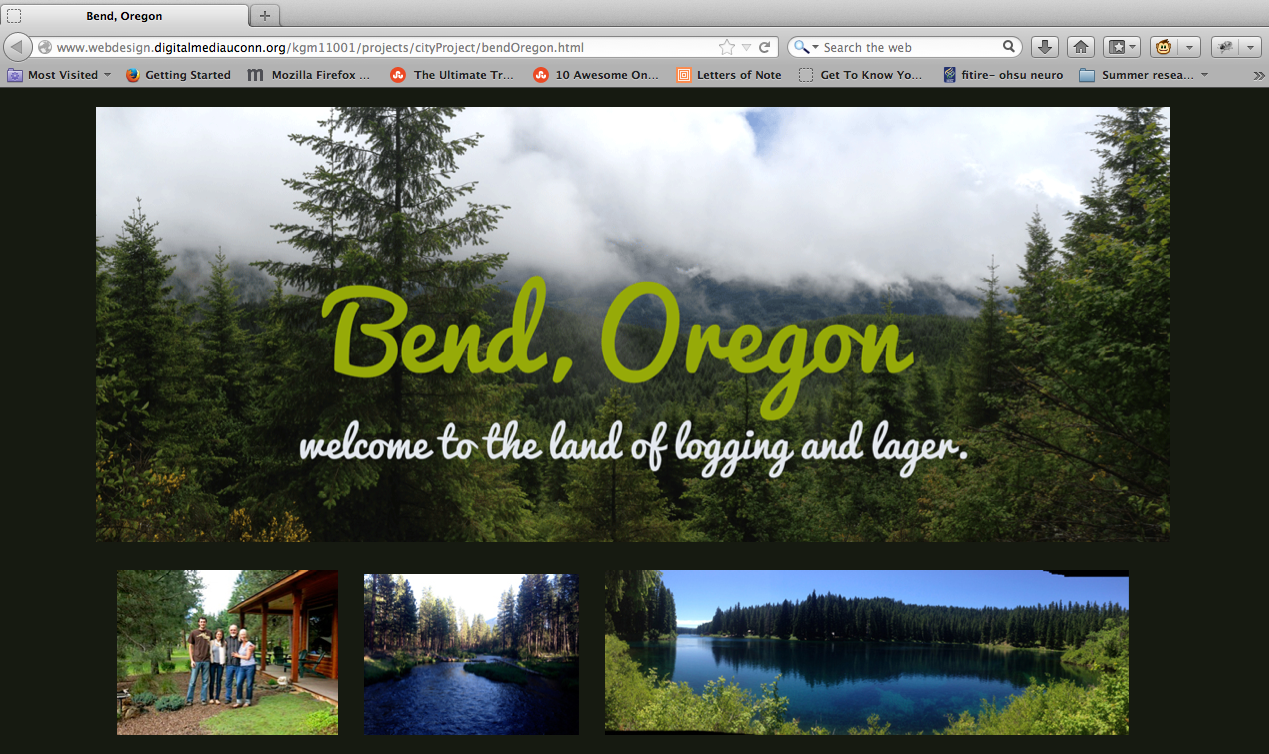 Bend, Oregon
www.webdesign.digitalmediauconn.org/kgm11001/projects/cityProject/bendOregon.html
Search the web
Most Visited Getting Started Mozilla Firefox ... The Ultimate Tr... 10 Awesome On... Letters of Note Get To Know Yo... fitire- ohsu neuro Summer resea...
Bend, Oregon
welcome to the land of logging and lager.